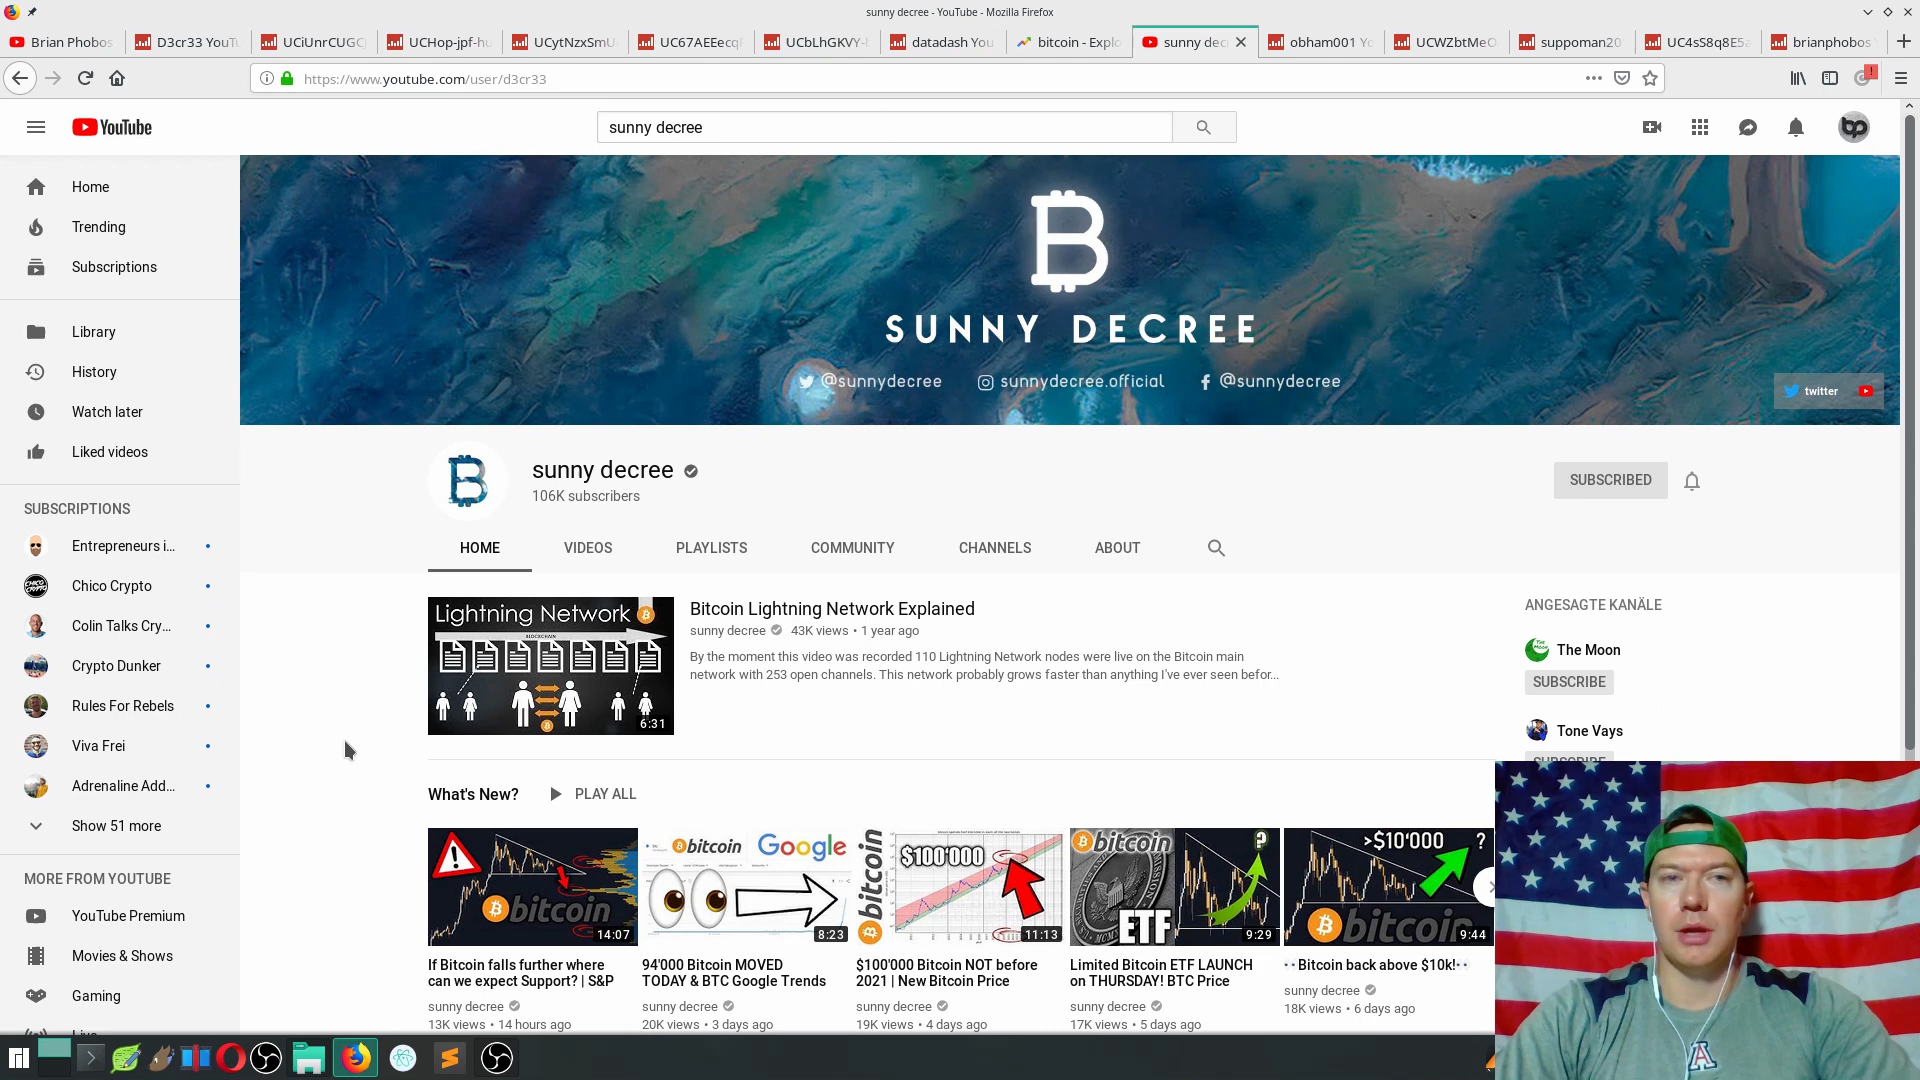 sunny decree - YouTube - Mozilla Firefox
Brian Phobos
D3cr33 YouTu
UCiUnrCUGCJ
UCHop-jpf-hu
UCytNzxSmU
UC67AEEecqf
UCbLhGKVY-
datadash You
bitcoin - Explo
sunny dec
obham001 Yo
UCWZbtMeO
suppoman20
UC4sS8q8E5a
brianphobos
https://www.youtube.com/user/d3cr33
YouTube
sunny decree
bp
Home
Trending
Subscriptions
Library
History
Watch later
Liked videos
SUBSCRIPTIONS
Entrepreneurs i...
Chico Crypto
Colin Talks Cry...
Crypto Dunker
Rules For Rebels
Viva Frei
Adrenaline Add...
Show 51 more
MORE FROM YOUTUBE
YouTube Premium
Movies & Shows
Gaming
Live
SUNNY DECREE
@sunnydecree
sunnydecree.official
@sunnydecree
twitter
sunny decree
106K subscribers
SUBSCRIBED
HOME
VIDEOS
PLAYLISTS
COMMUNITY
CHANNELS
ABOUT
Lightning Network
BLOCKCHAIN
6:31
Bitcoin Lightning Network Explained
sunny decree 43K views • 1 year ago
By the moment this video was recorded 110 Lightning Network nodes were live on the Bitcoin main
network with 253 open channels. This network probably grows faster than anything I've ever seen befor...
ANGESAGTE KANÄLE
The Moon
SUBSCRIBE
Tone Vays
SUBSCRIBE
What's New?
PLAY ALL
bitcoin
14:07
If Bitcoin falls further where
can we expect Support? | S&P
sunny decree
13K views • 14 hours ago
bitcoin
Google
8:23
94'000 Bitcoin MOVED
TODAY & BTC Google Trends
sunny decree
20K views • 3 days ago
bitcoin
$100'000
11:13
$100'000 Bitcoin NOT before
2021 | New Bitcoin Price
sunny decree
19K views • 4 days ago
bitcoin
?
ETF
9:29
Limited Bitcoin ETF LAUNCH
on THURSDAY! BTC Price
sunny decree
17K views • 5 days ago
>$10'000 ?
bitcoin
9:44
Bitcoin back above $10k!
sunny decree
18K views • 6 days ago
A